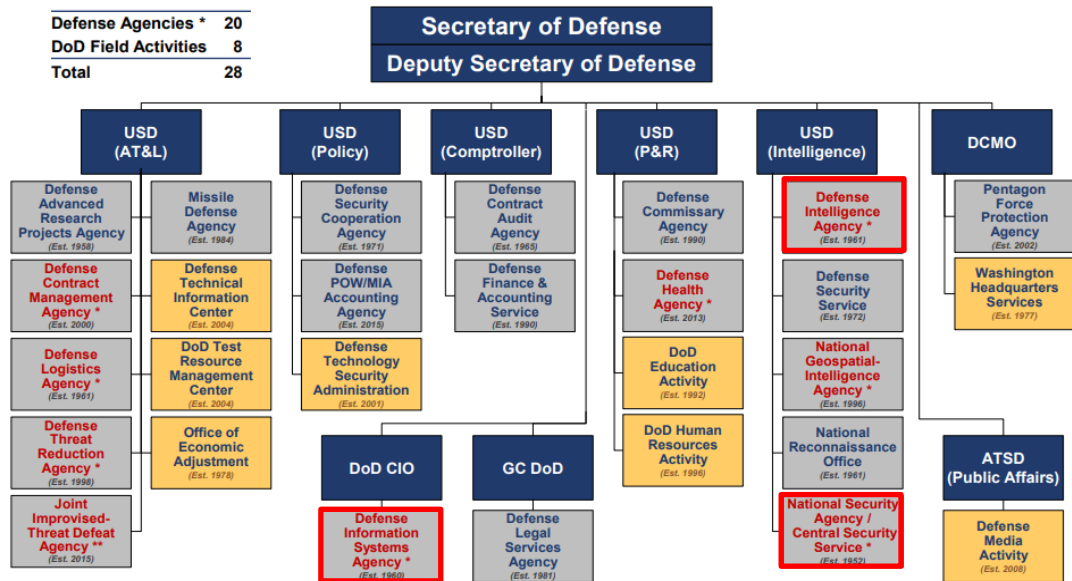 Defense Agencies * 20
DoD Field Activities 8
Total 28
Secretary of Defense
Deputy Secretary of Defense
USD
(AT&L)
USD
(Policy)
USD
(Comptroller)
USD
(P&R)
USD
(Intelligence)
DCMO
Defense
Advanced
Research
Projects Agency
(Est. 1958)
Defense
Contract
Management
Agency *
(Est. 2000)
Defense
Logistics
Agency *
(Est. 1961)
Defense
Threat
Reduction
Agency *
(Est. 1998)
Joint
Improvised-
Threat Defeat
Agency **
(Est. 2015)
Missile
Defense
Agency
(Est. 1984)
Defense
Technical
Information
Center
(Est. 2004)
DoD Test
Resource
Management
Center
(Est. 2004)
Office of
Economic
Adjustment
(Est. 1978)
Defense
Security
Cooperation
Agency
(Est. 1971)
Defense
POW/MIA
Accounting
Agency
(Est. 2015)
Defense
Technology
Security
Administration
(Est. 2001)
Defense
Contract
Audit
Agency
(Est. 1965)
Defense
Finance &
Accounting
Service
(Est. 1990)
Defense
Commissary
Agency
(Est. 1990)
Defense
Health
Agency *
(Est. 2013)
DoD
Education
Activity
(Est. 1992)
DoD Human
Resources
Activity
(Est. 1996)
Defense
Intelligence
Agency *
(Est. 1961)
Defense
Security
Service
(Est. 1972)
National
Geospatial-
Intelligence
Agency *
(Est. 1996)
National
Reconnaissance
Office
(Est. 1961)
National Security
Agency /
Central Security
Service *
(Est. 1952)
Pentagon
Force
Protection
Agency
(Est. 2002)
Washington
Headquarters
Services
(Est. 1977)
DoD CIO
Defense
Information
Systems
Agency *
(Est. 1960)
GC DoD
Defense
Legal
Services
Agency
(Est. 1981)
ATSD
(Public Affairs)
Defense
Media
Activity
(Est. 2008)